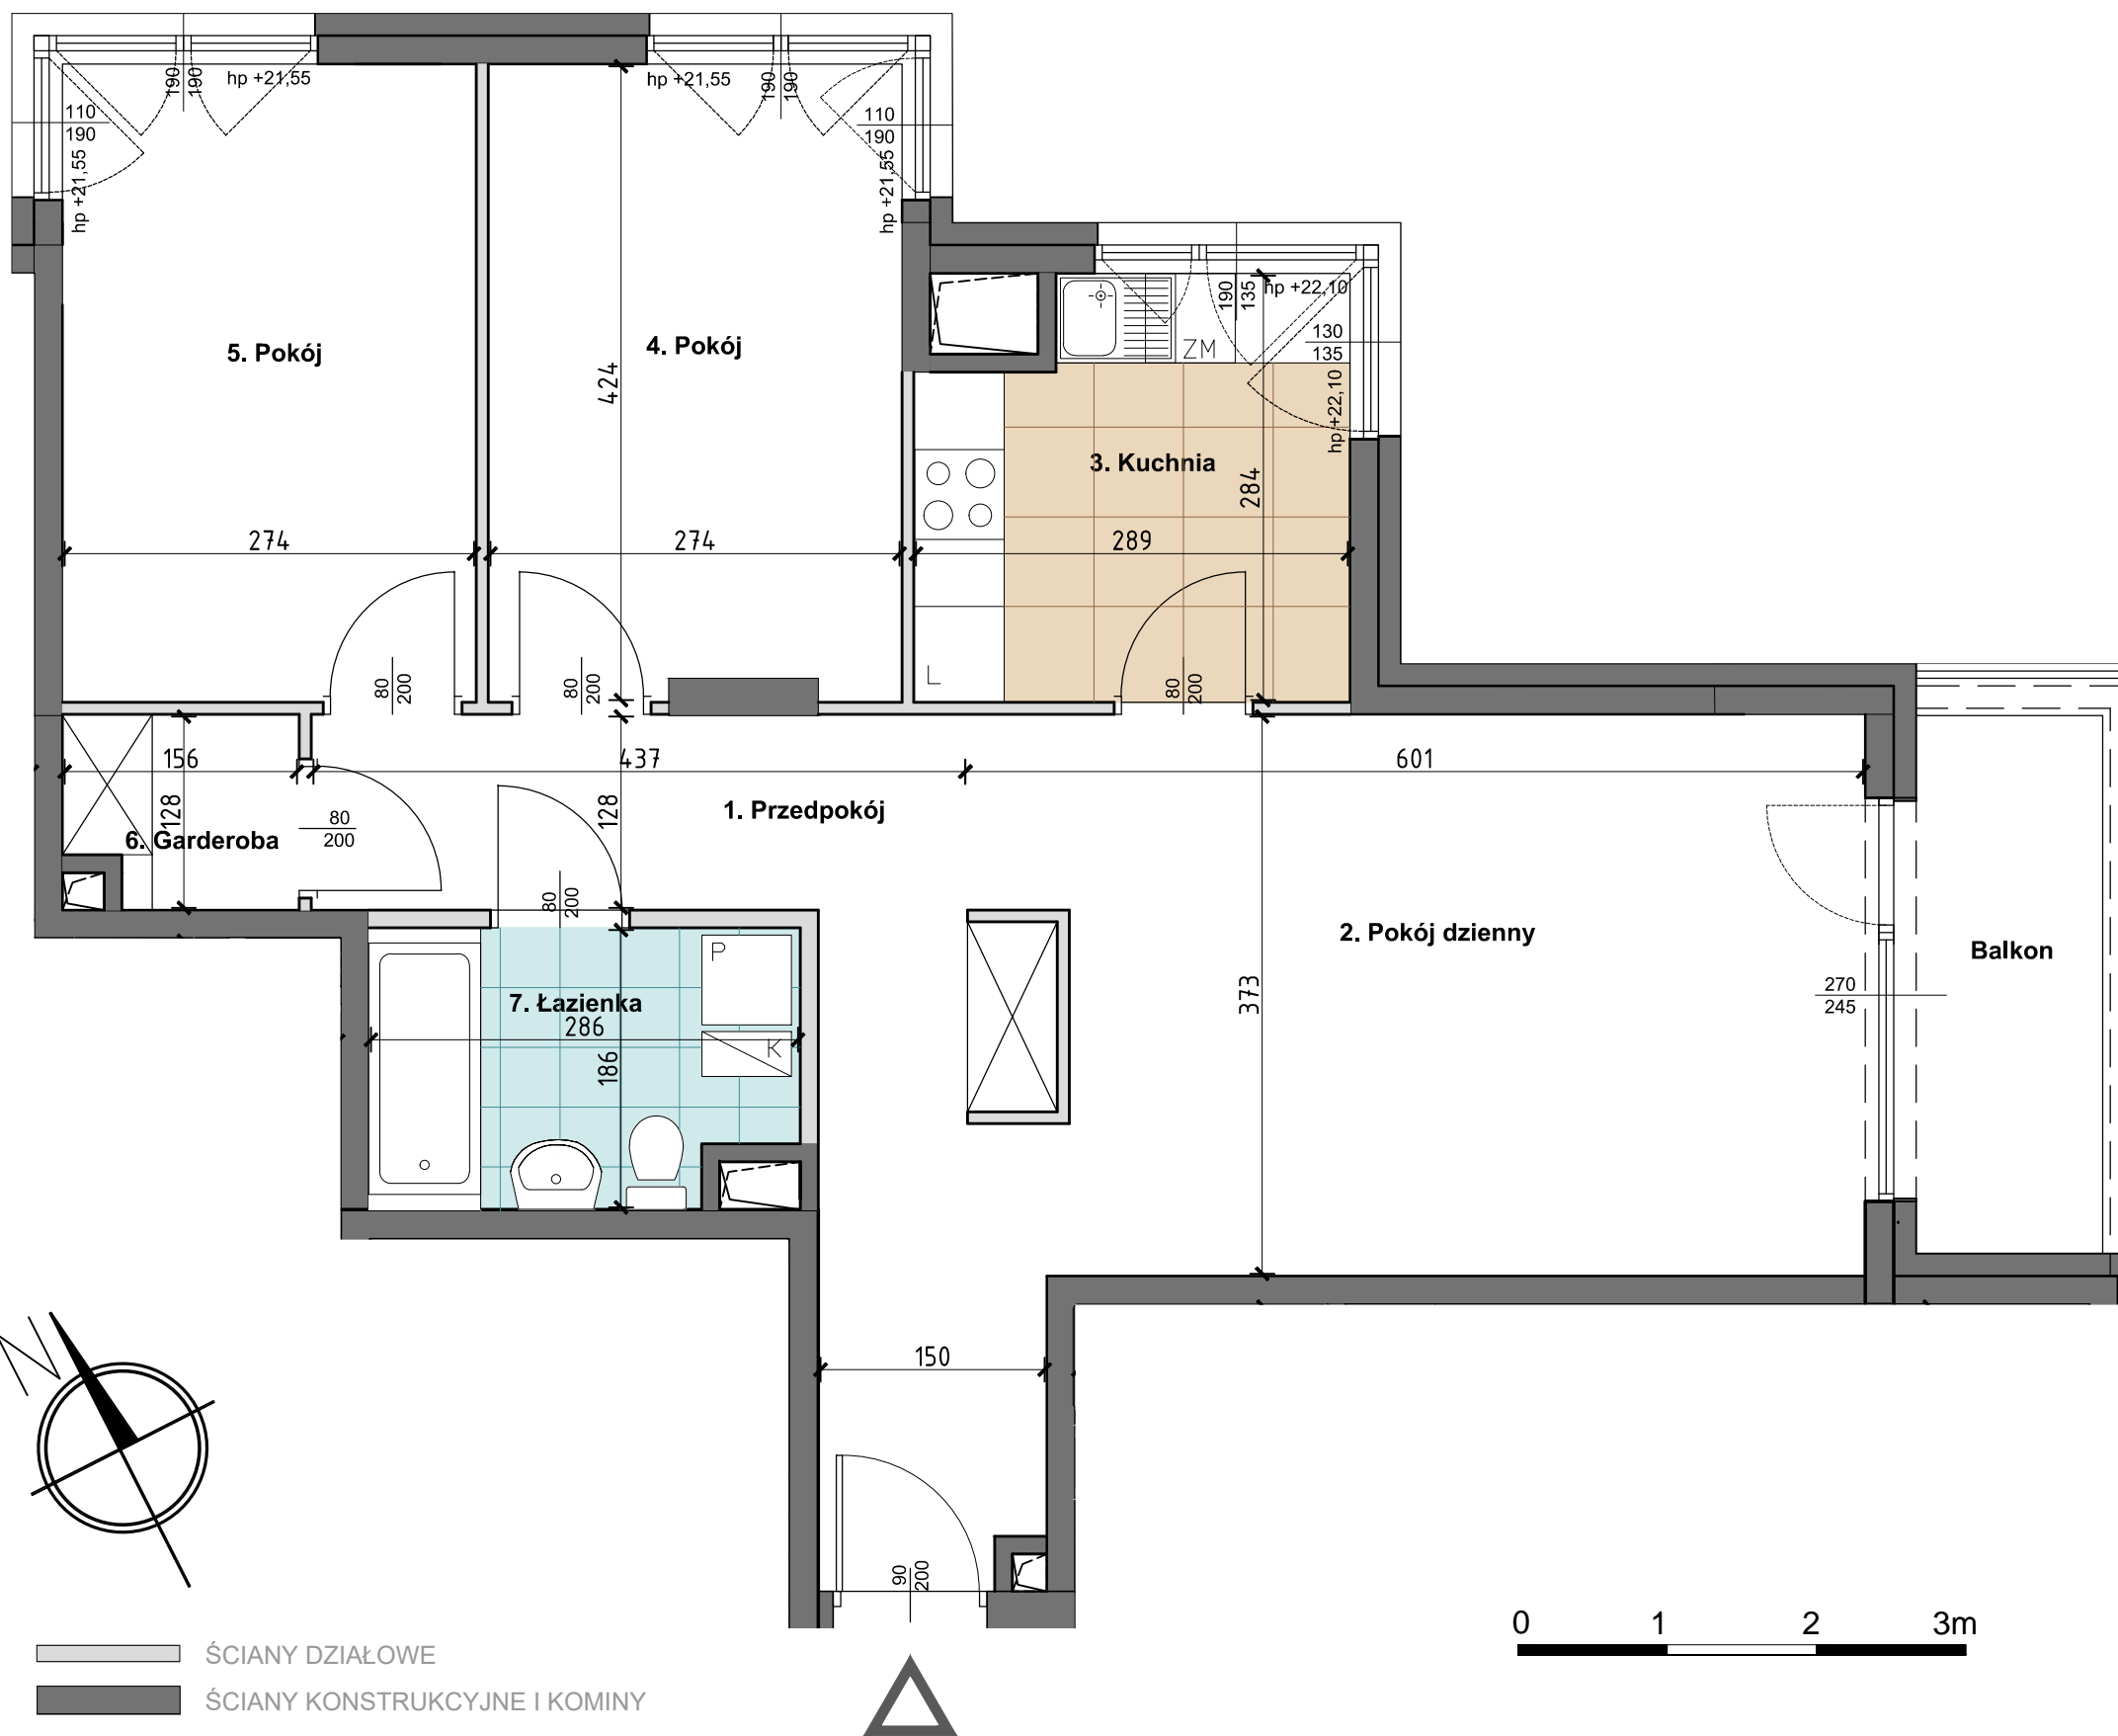 190
190
hp +21,55
110
190
hp +21,55
hp +21,55
190
190
110
190
hp +21,55
190
135
hp +22,10
130
135
hp +22,10
ZM
5. Pokój
4. Pokój
424
3. Kuchnia
284
274
274
289
L
80
200
80
200
80
200
156
437
601
128
128
1. Przedpokój
6. Garderoba
80
200
80
200
2. Pokój dzienny
Balkon
P
7. Łazienka
286
K
186
373
270
245
150
N
90
200
0 1 2 3m
ŚCIANY DZIAŁOWE
ŚCIANY KONSTRUKCYJNE I KOMINY